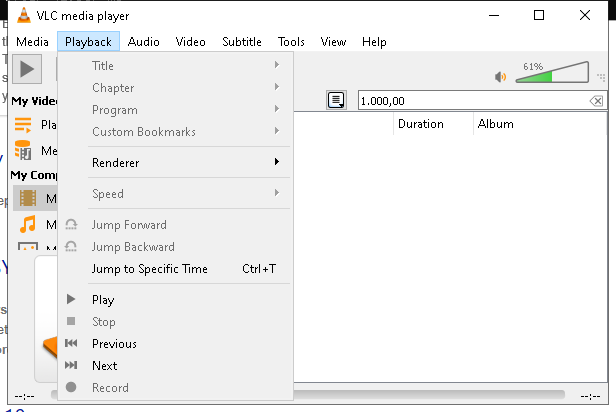 VLC media player
Media Playback Audio Video Subtitle Tools View Help
Title
61%
Chapter
My Vide
1.000,00
Program
Pla
Custom Bookmarks
Duration Album
Me
Renderer
My Comp
Speed
M
Jump Forward
M
Jump Backward
M
Jump to Specific Time Ctrl+T
Play
Stop
Previous
Next
Record
--:-- --:--